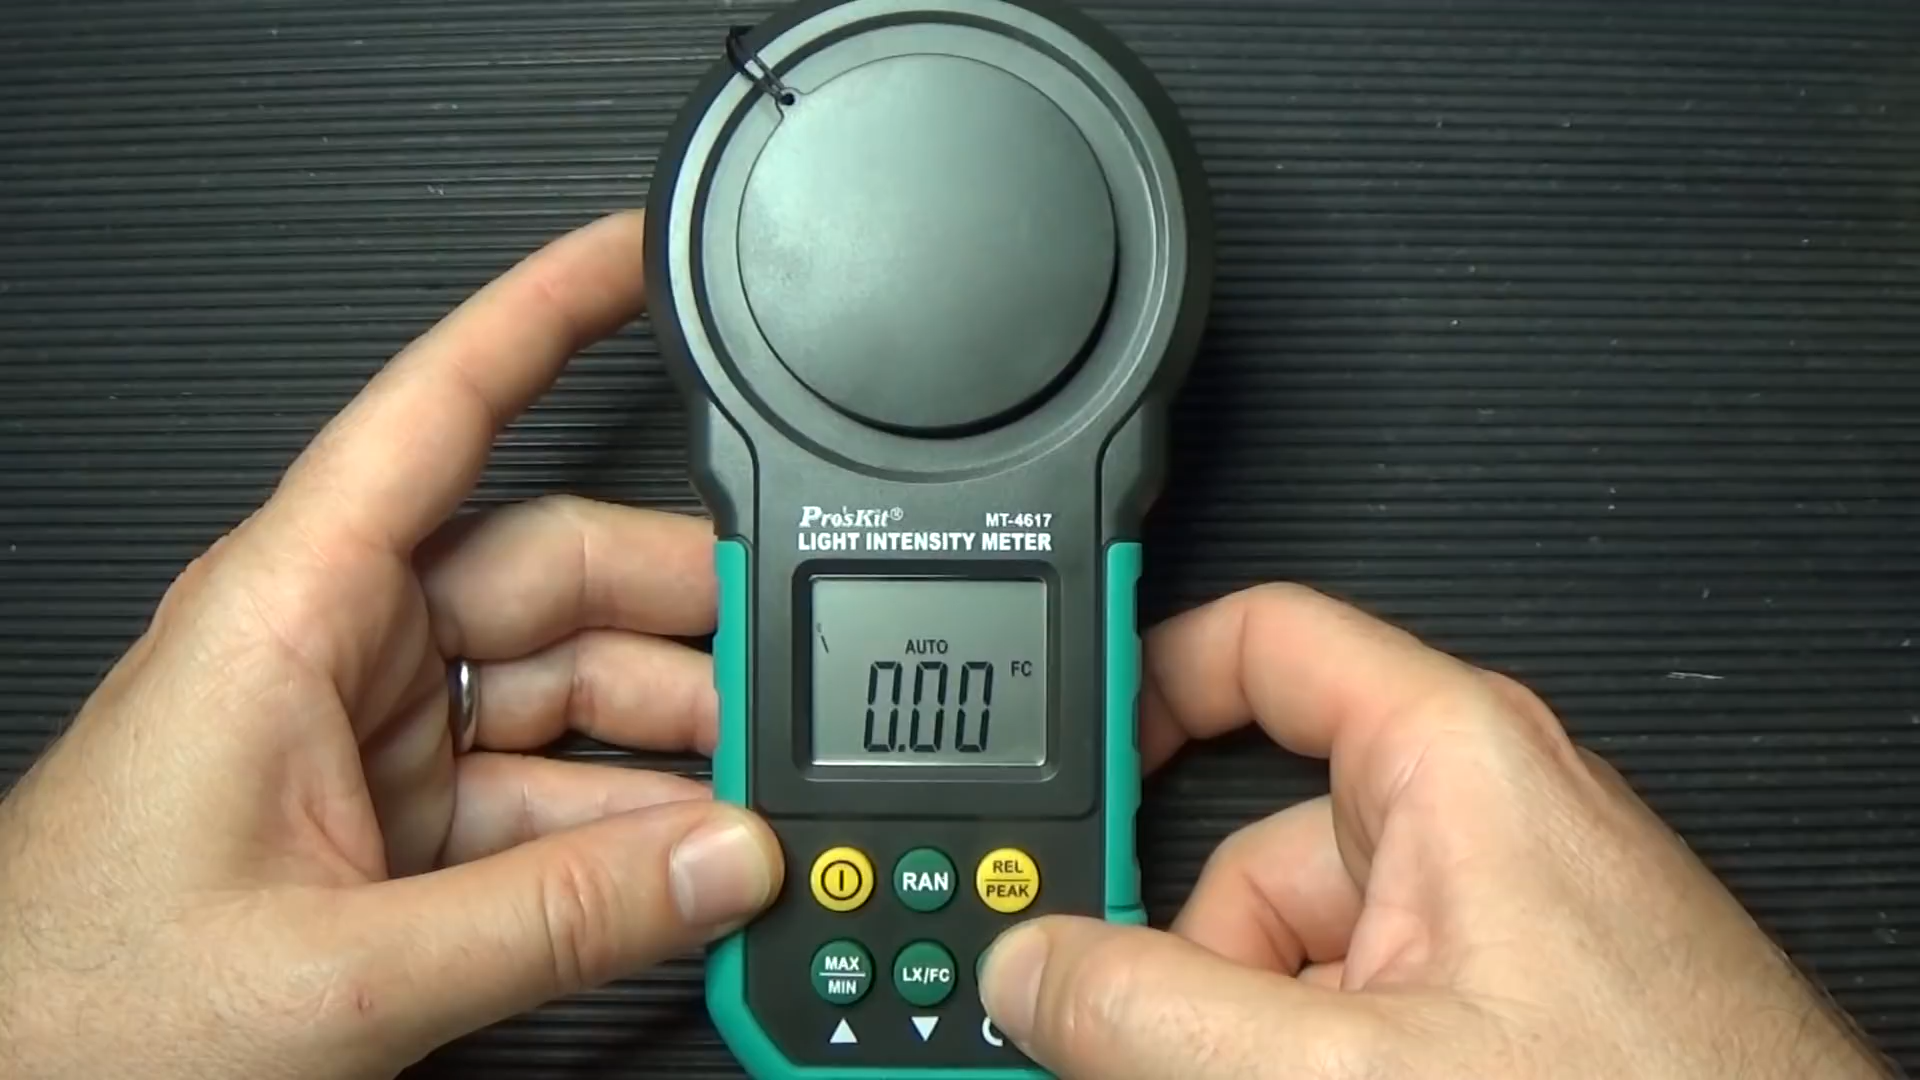 Pro'sKit®
MT-4617
LIGHT INTENSITY METER
AUTO
0.00 FC
RAN
REL
PEAK
MAX
MIN
LX/FC